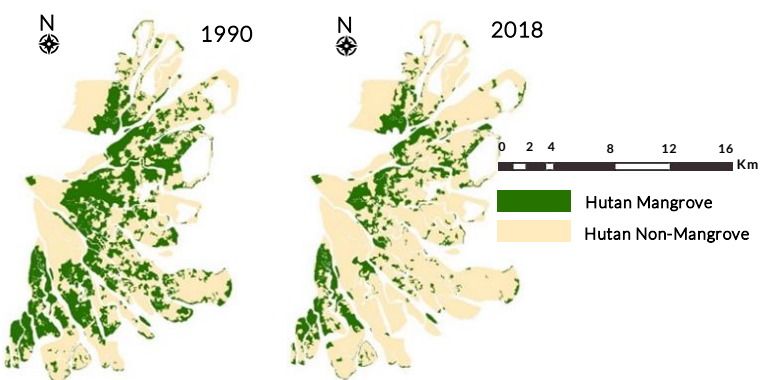 N
1990
N
2018
0 2 4 8 12 16
Km
Hutan Mangrove
Hutan Non-Mangrove